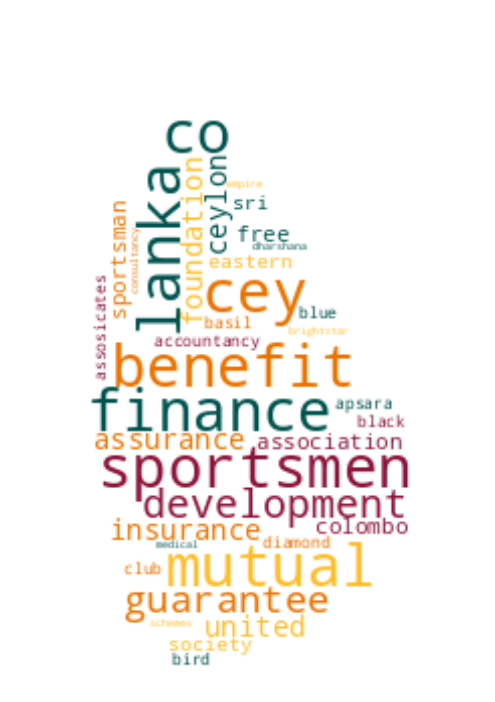 co
lanka
foundation
ceylon
empire
sri
sportsman
consultancy
free
dharshana
eastern
cey
assosicates
blue
basil
brightstar
accountancy
benefit
finance
apsara
black
assurance
association
sportsmen
development
colombo
insurance
diamond
medical
mutual
club
guarantee
schemes
united
society
bird